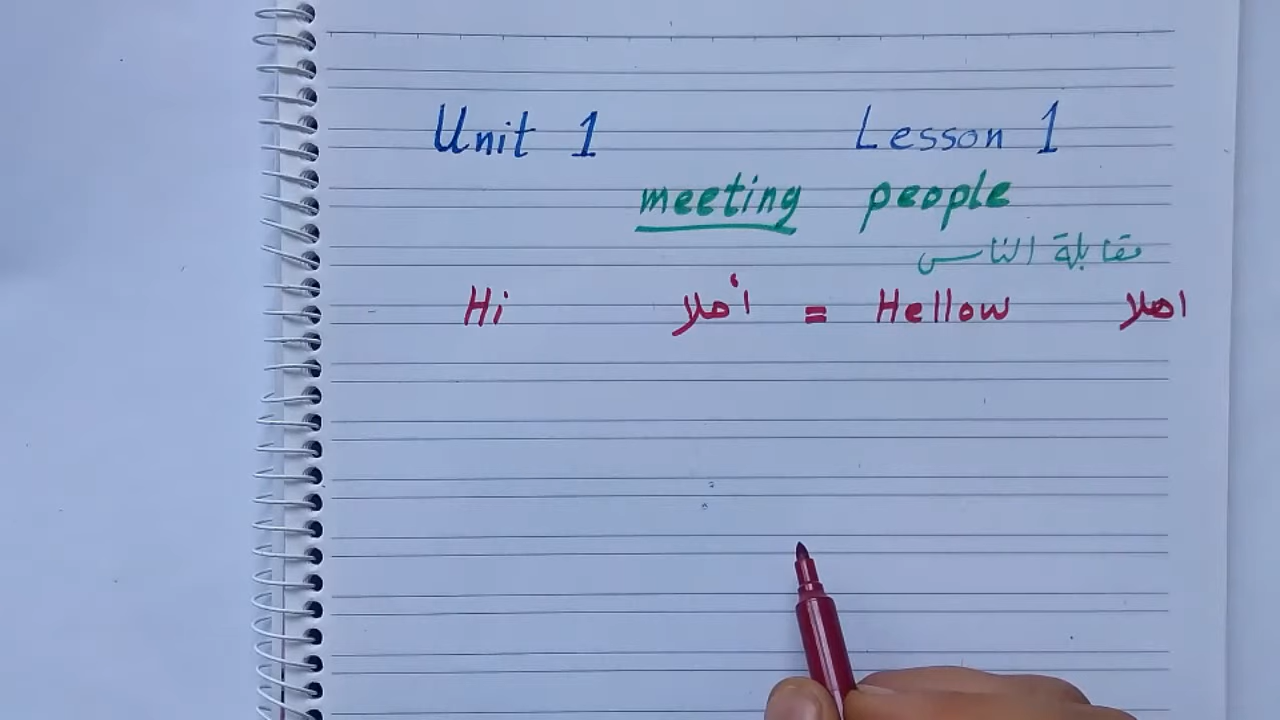 Unit 1 Lesson 1
meeting people
مقابلة الناس
Hi أهلا = Hellow اهلا